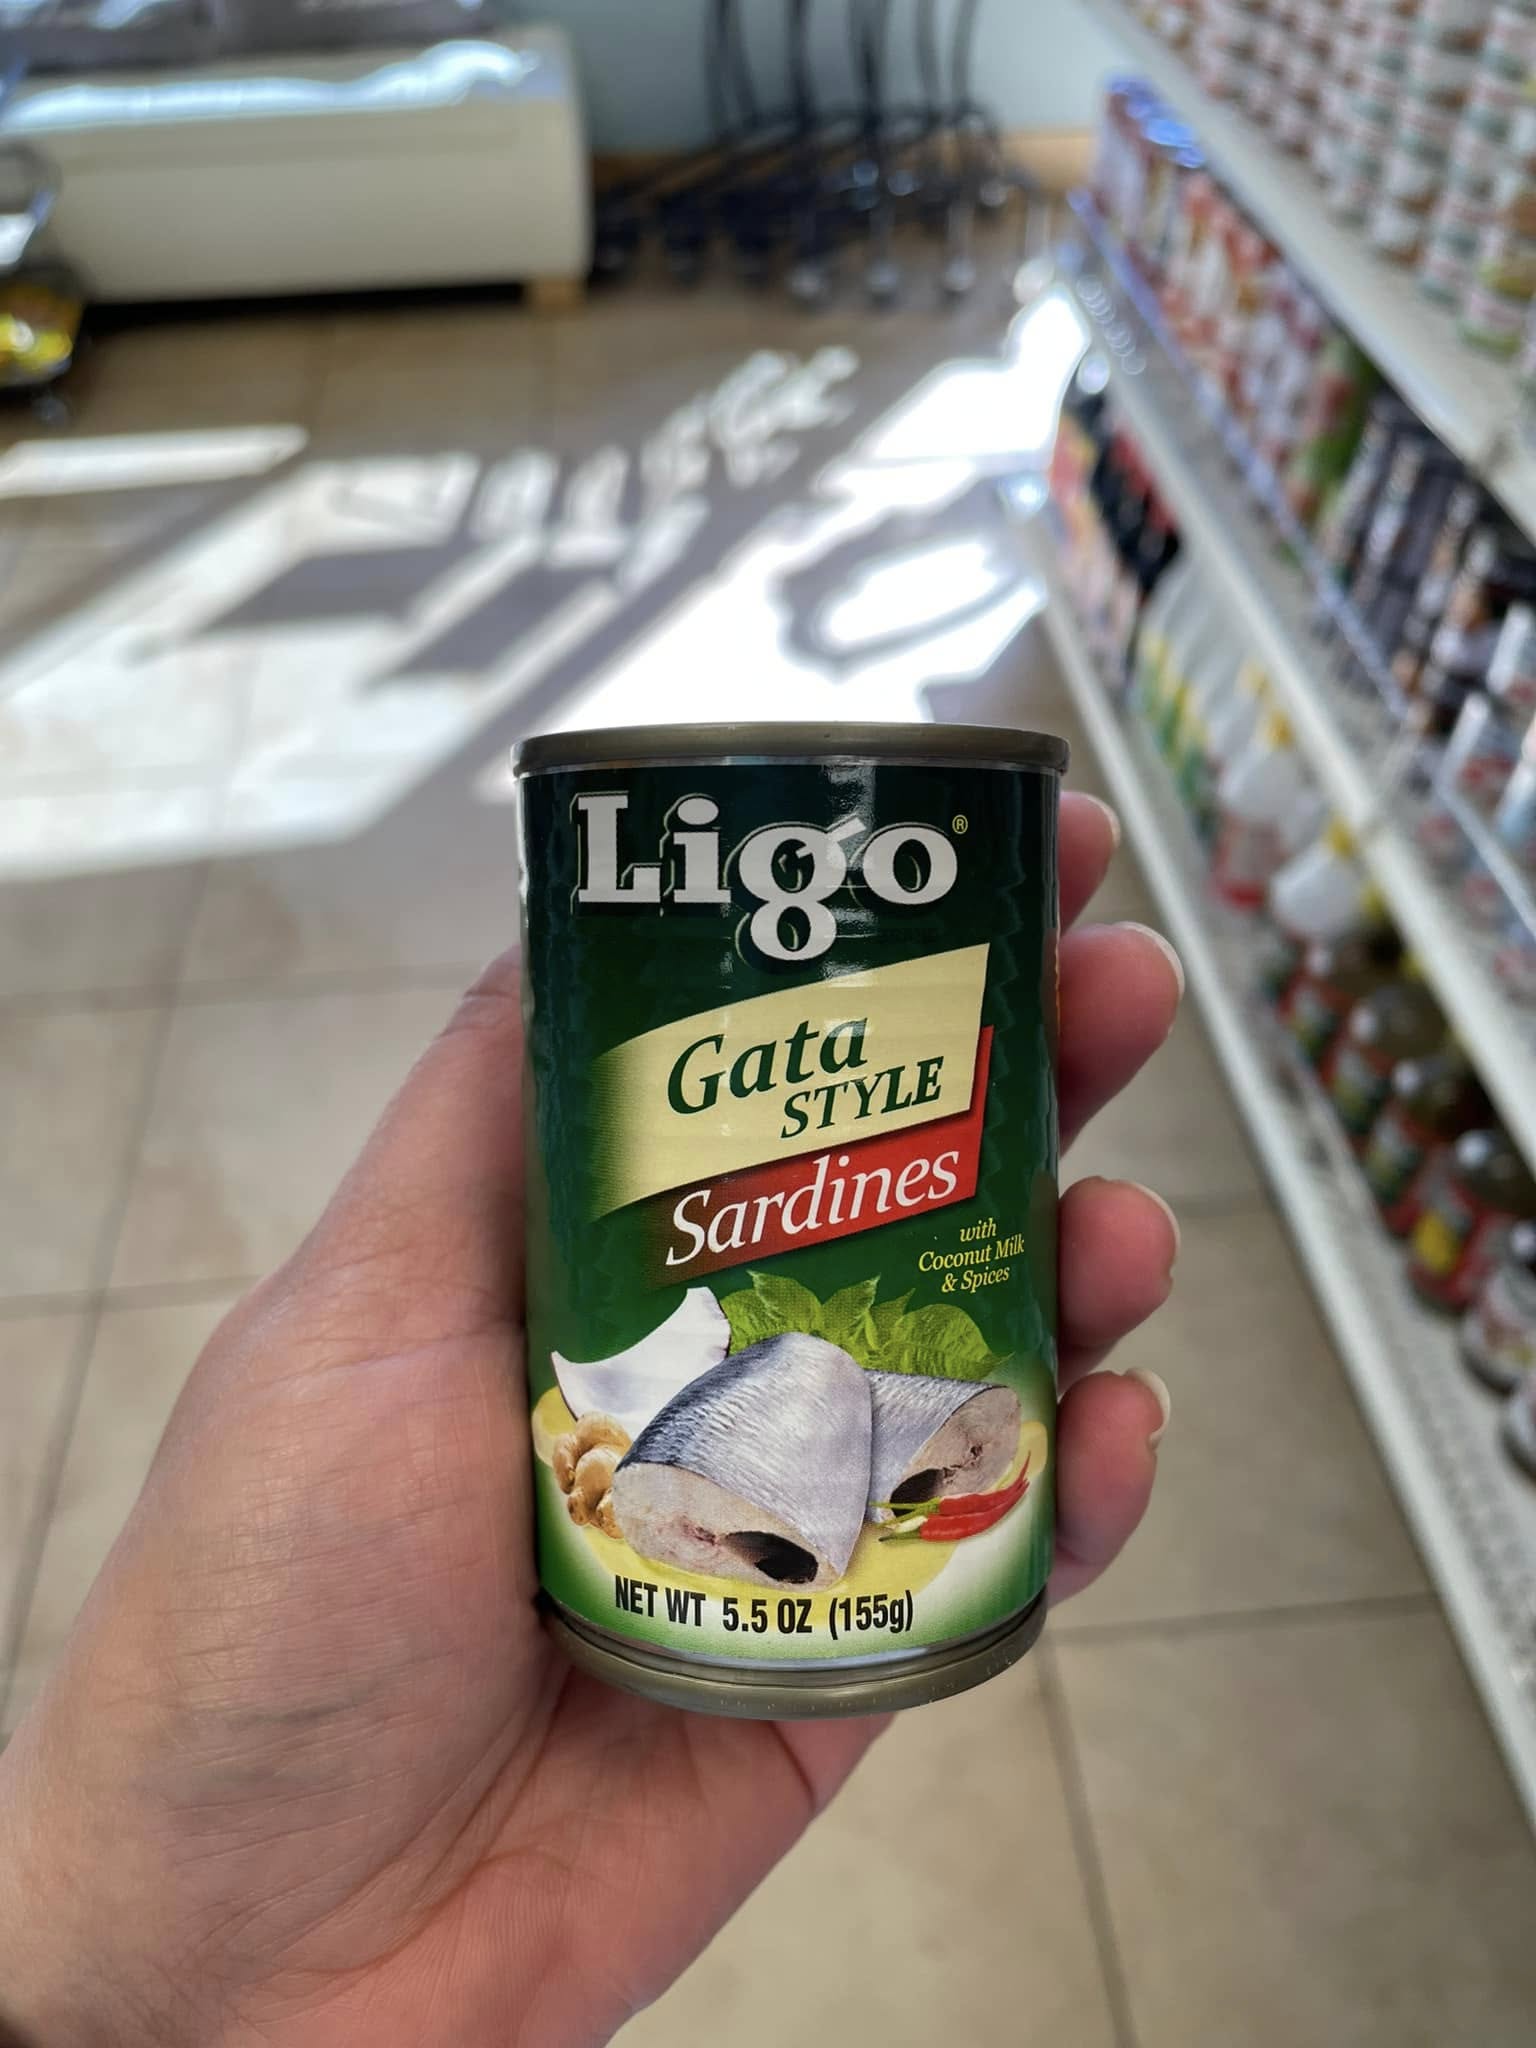 Ligo®
Gata
STYLE
Sardines
with
Coconut Milk
& Spices
NET WT 5.5 OZ (155g)